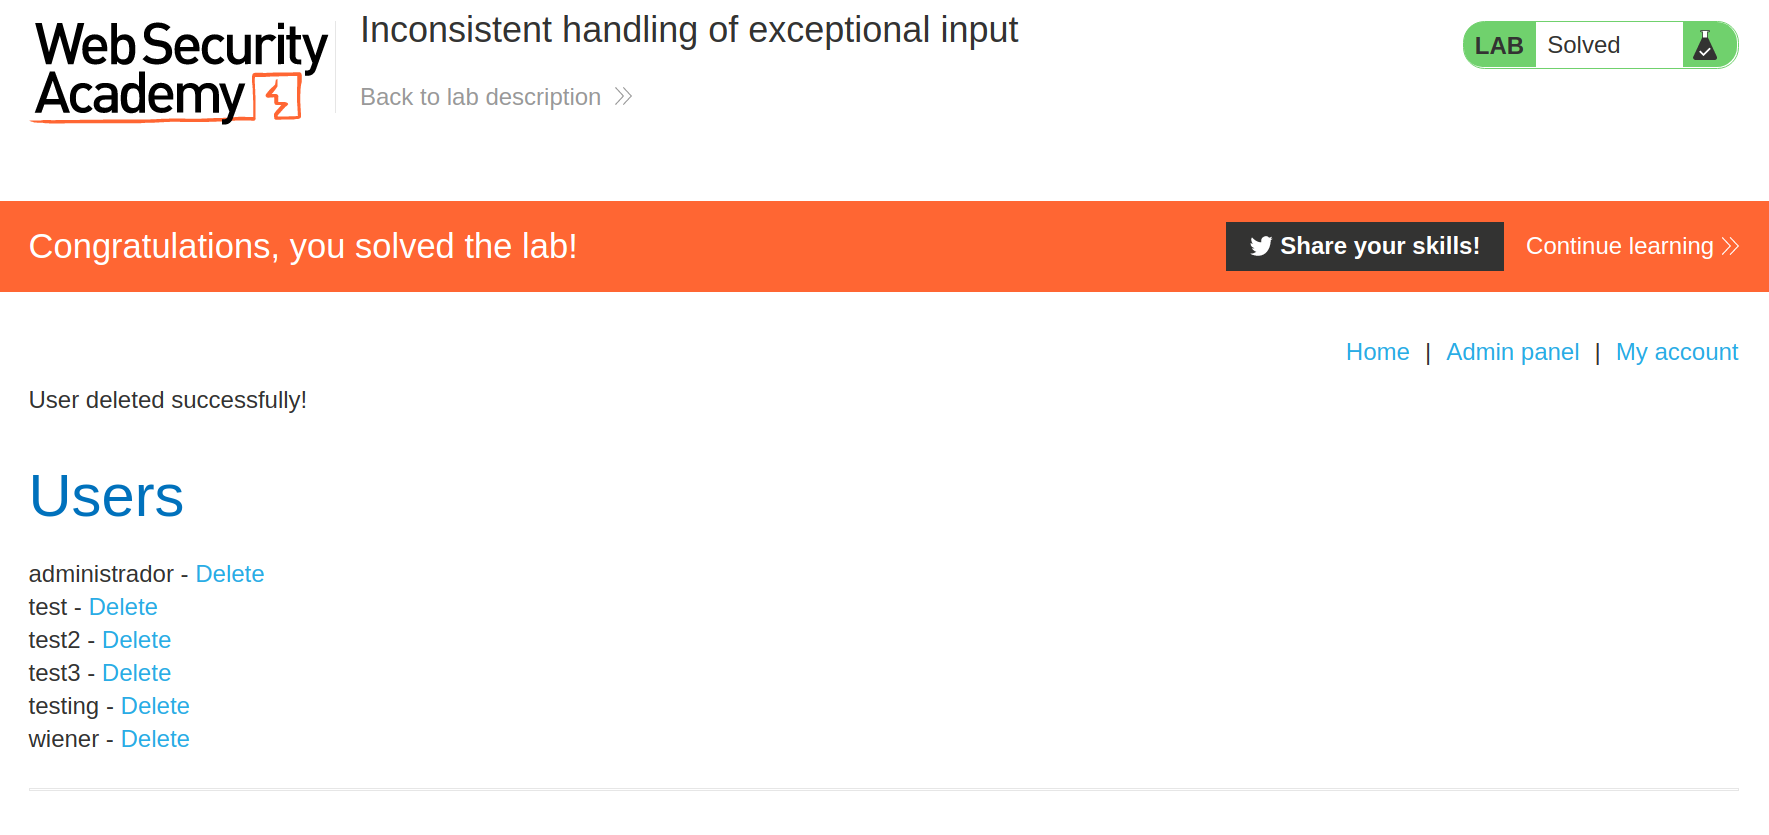 Web Security
Academy
Inconsistent handling of exceptional input
Back to lab description
LAB Solved
Congratulations, you solved the lab!
Share your skills!
Continue learning
Home | Admin panel | My account
User deleted successfully!
Users
administrador - Delete
test - Delete
test2 - Delete
test3 - Delete
testing - Delete
wiener - Delete